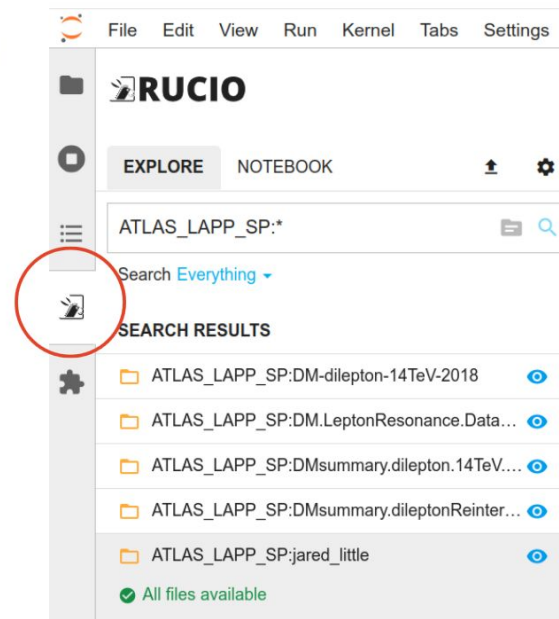 File Edit View Run Kernel Tabs Settings
RUCIO
EXPLORE NOTEBOOK
ATLAS_LAPP_SP:*
Search Everything
SEARCH RESULTS
ATLAS_LAPP_SP:DM-dilepton-14TeV-2018
ATLAS_LAPP_SP:DM.LeptonResonance.Data...
ATLAS_LAPP_SP:DMsummary.dilepton.14TeV....
ATLAS_LAPP_SP:DMsummary.dileptonReinter...
ATLAS_LAPP_SP:jared_little
All files available